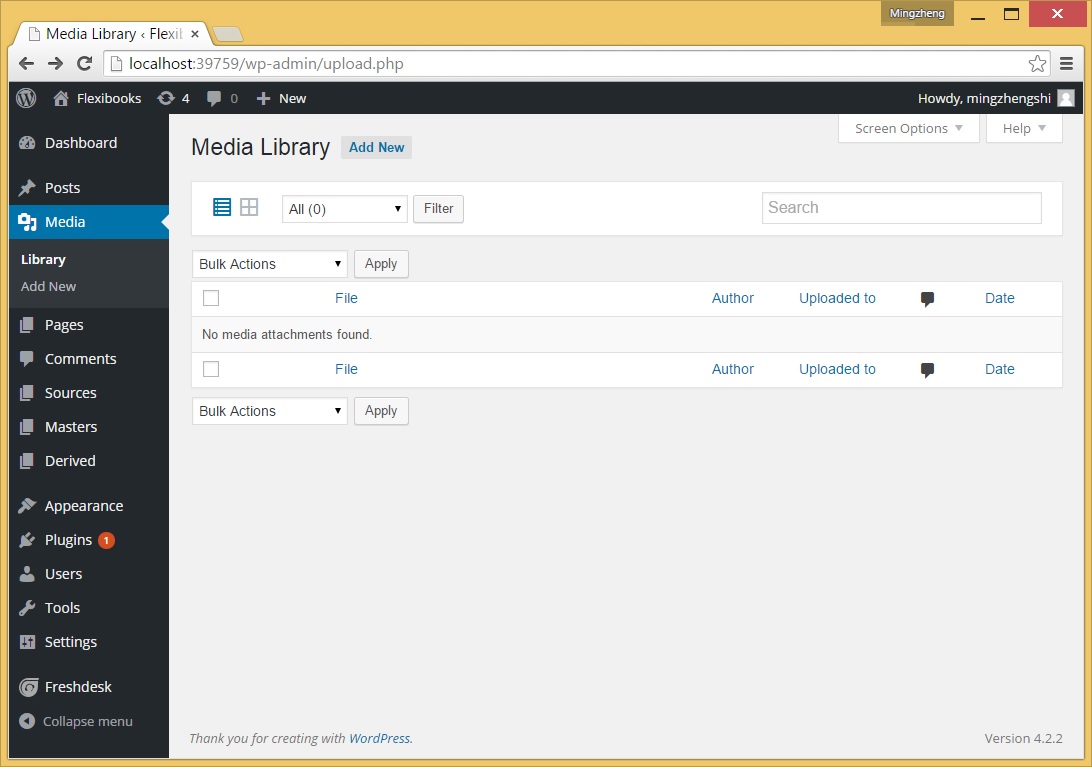 Mingzheng
Media Library ‹ Flexib
localhost:39759/wp-admin/upload.php
Flexibooks 4 0 New Howdy, mingzhengshi
Screen Options Help
Dashboard
Posts
Media
Library
Add New
Pages
Comments
Sources
Masters
Derived
Appearance
Plugins 1
Users
Tools
Settings
Freshdesk
Collapse menu
Media Library Add New
All (0) Filter Search
Bulk Actions Apply
File Author Uploaded to Date
No media attachments found.
File Author Uploaded to Date
Bulk Actions Apply
Thank you for creating with WordPress. Version 4.2.2